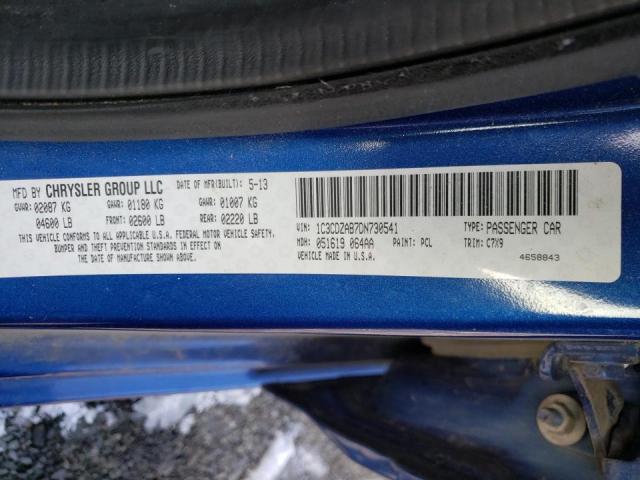 MFD BY CHRYSLER GROUP LLC DATE OF MFR(BUILT): 5-13
GVWR: 02087 KG GAWR: 01180 KG GAWR: 01007 KG
04600 LB FRONT: 02600 LB REAR: 02220 LB
THIS VEHICLE CONFORMS TO ALL APPLICABLE U.S.A. FEDERAL MOTOR VEHICLE SAFETY,
BUMPER AND THEFT PREVENTION STANDARDS IN EFFECT ON
THE DATE OF MANUFACTURE SHOWN ABOVE.
VIN: 1C3CDZAB7DN730541 TYPE: PASSENGER CAR
MDH: 051619 064AA PAINT: PCL TRIM: C7X9
VEHICLE MADE IN U.S.A. 4658843